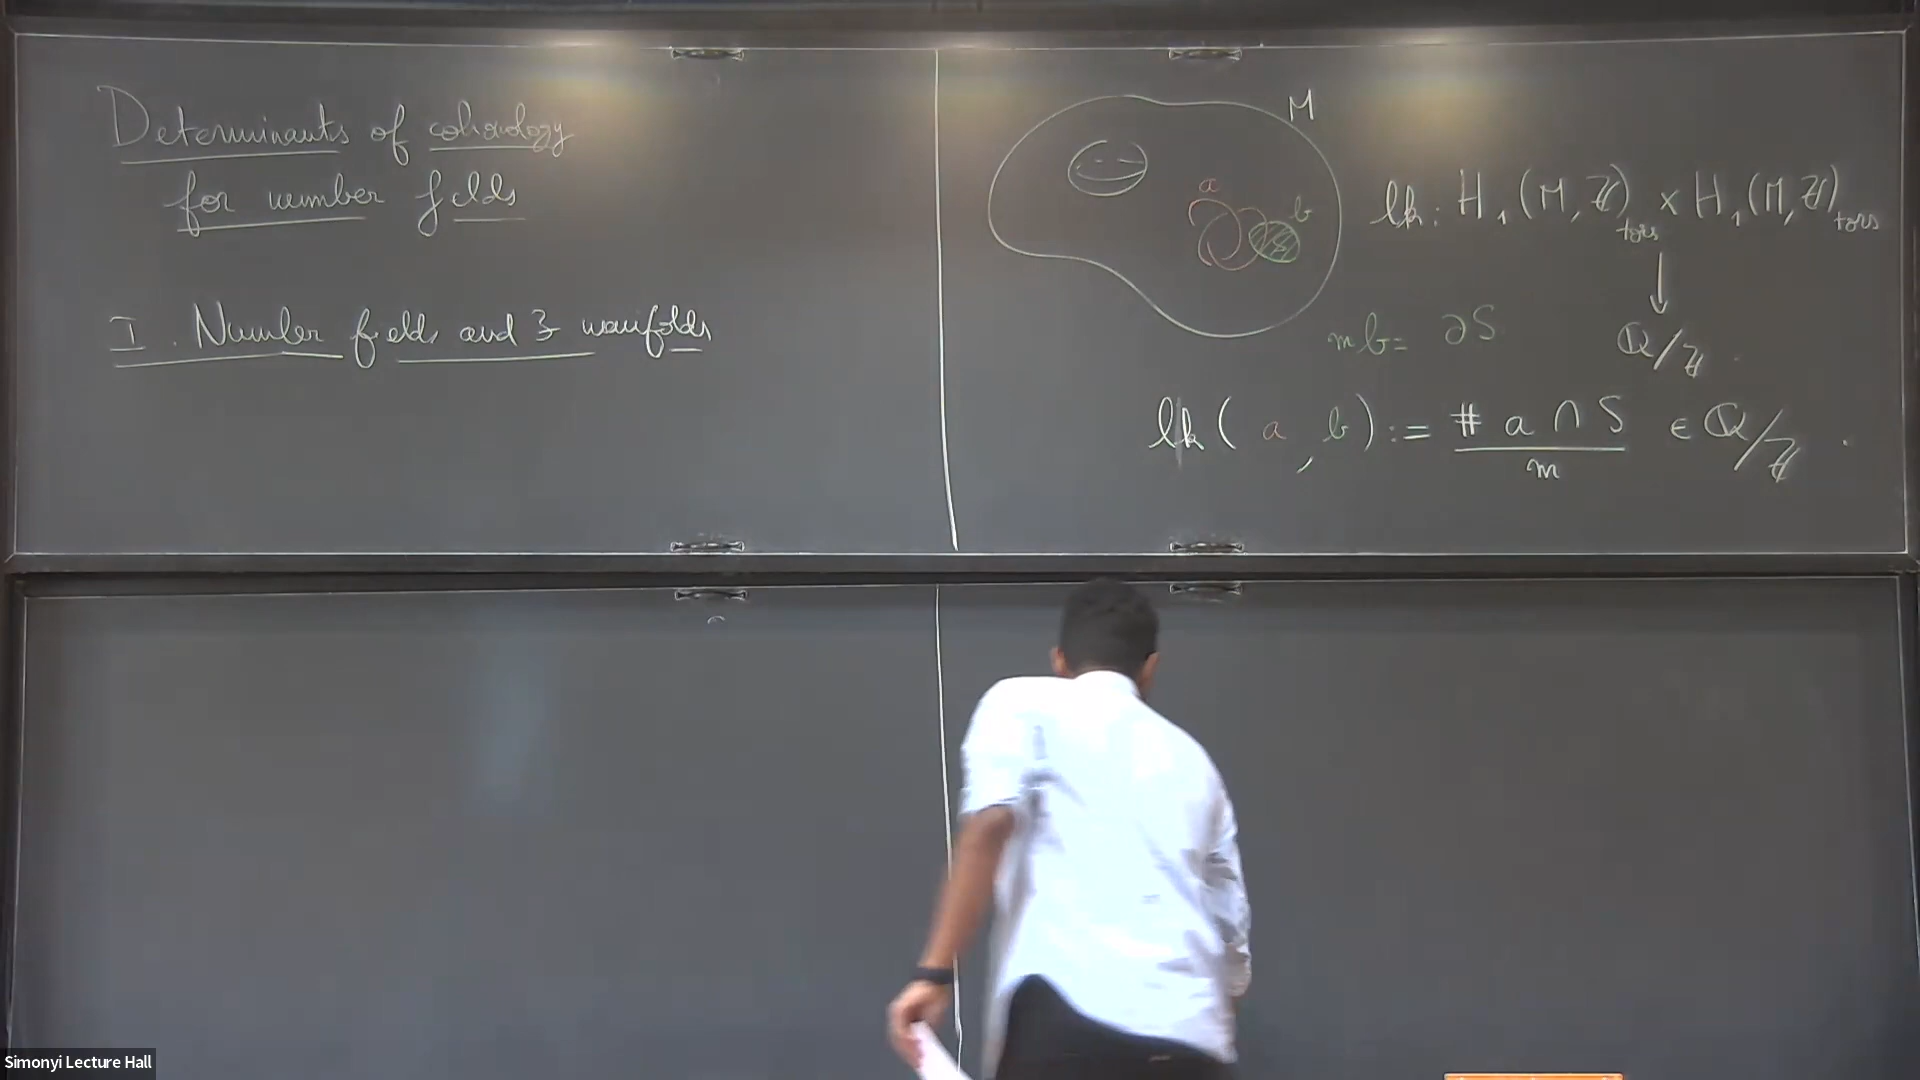 Determinants of cohomology
for number fields
I. Number fields and 3 manifolds
M
a
b
lk: H₁(M, ℤ)tors × H₁(M, ℤ)tors
↓
ℚ/ℤ.
mb = ∂S
lk(a, b) := # a ∩ S / m ∈ ℚ/ℤ.
Simonyi Lecture Hall